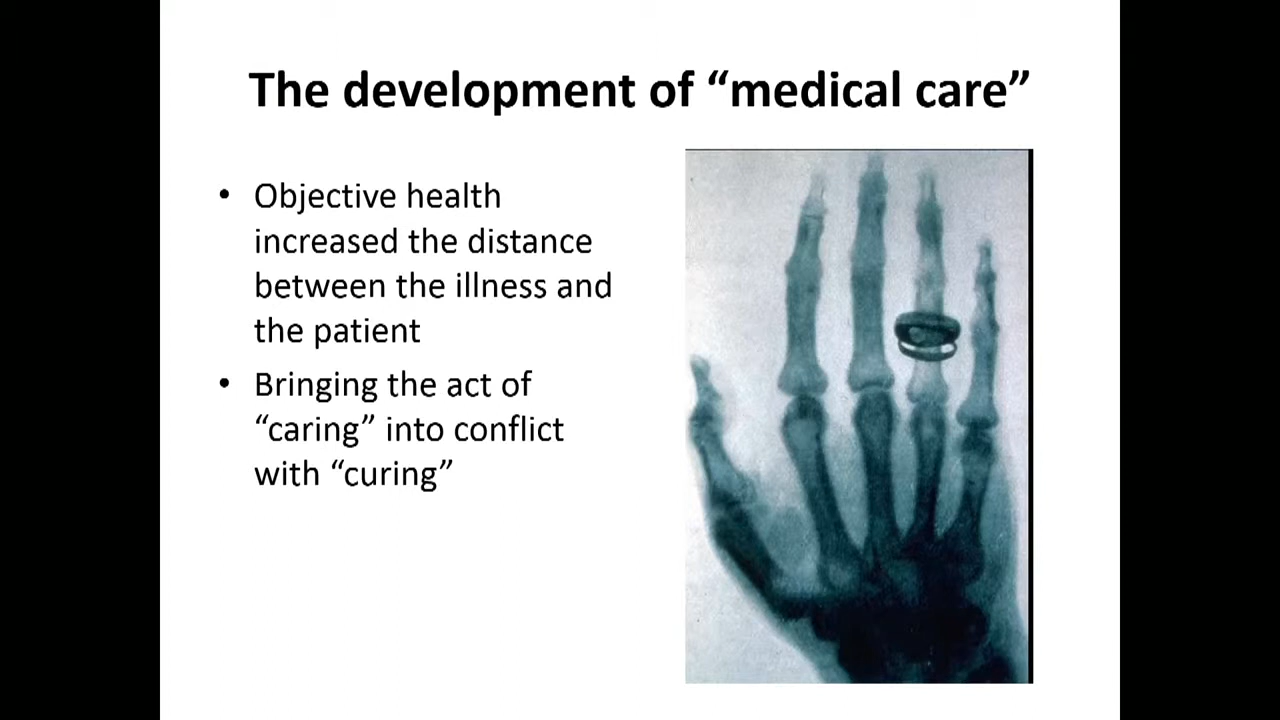 The development of “medical care”
• Objective health
increased the distance
between the illness and
the patient
• Bringing the act of
“caring” into conflict
with “curing”